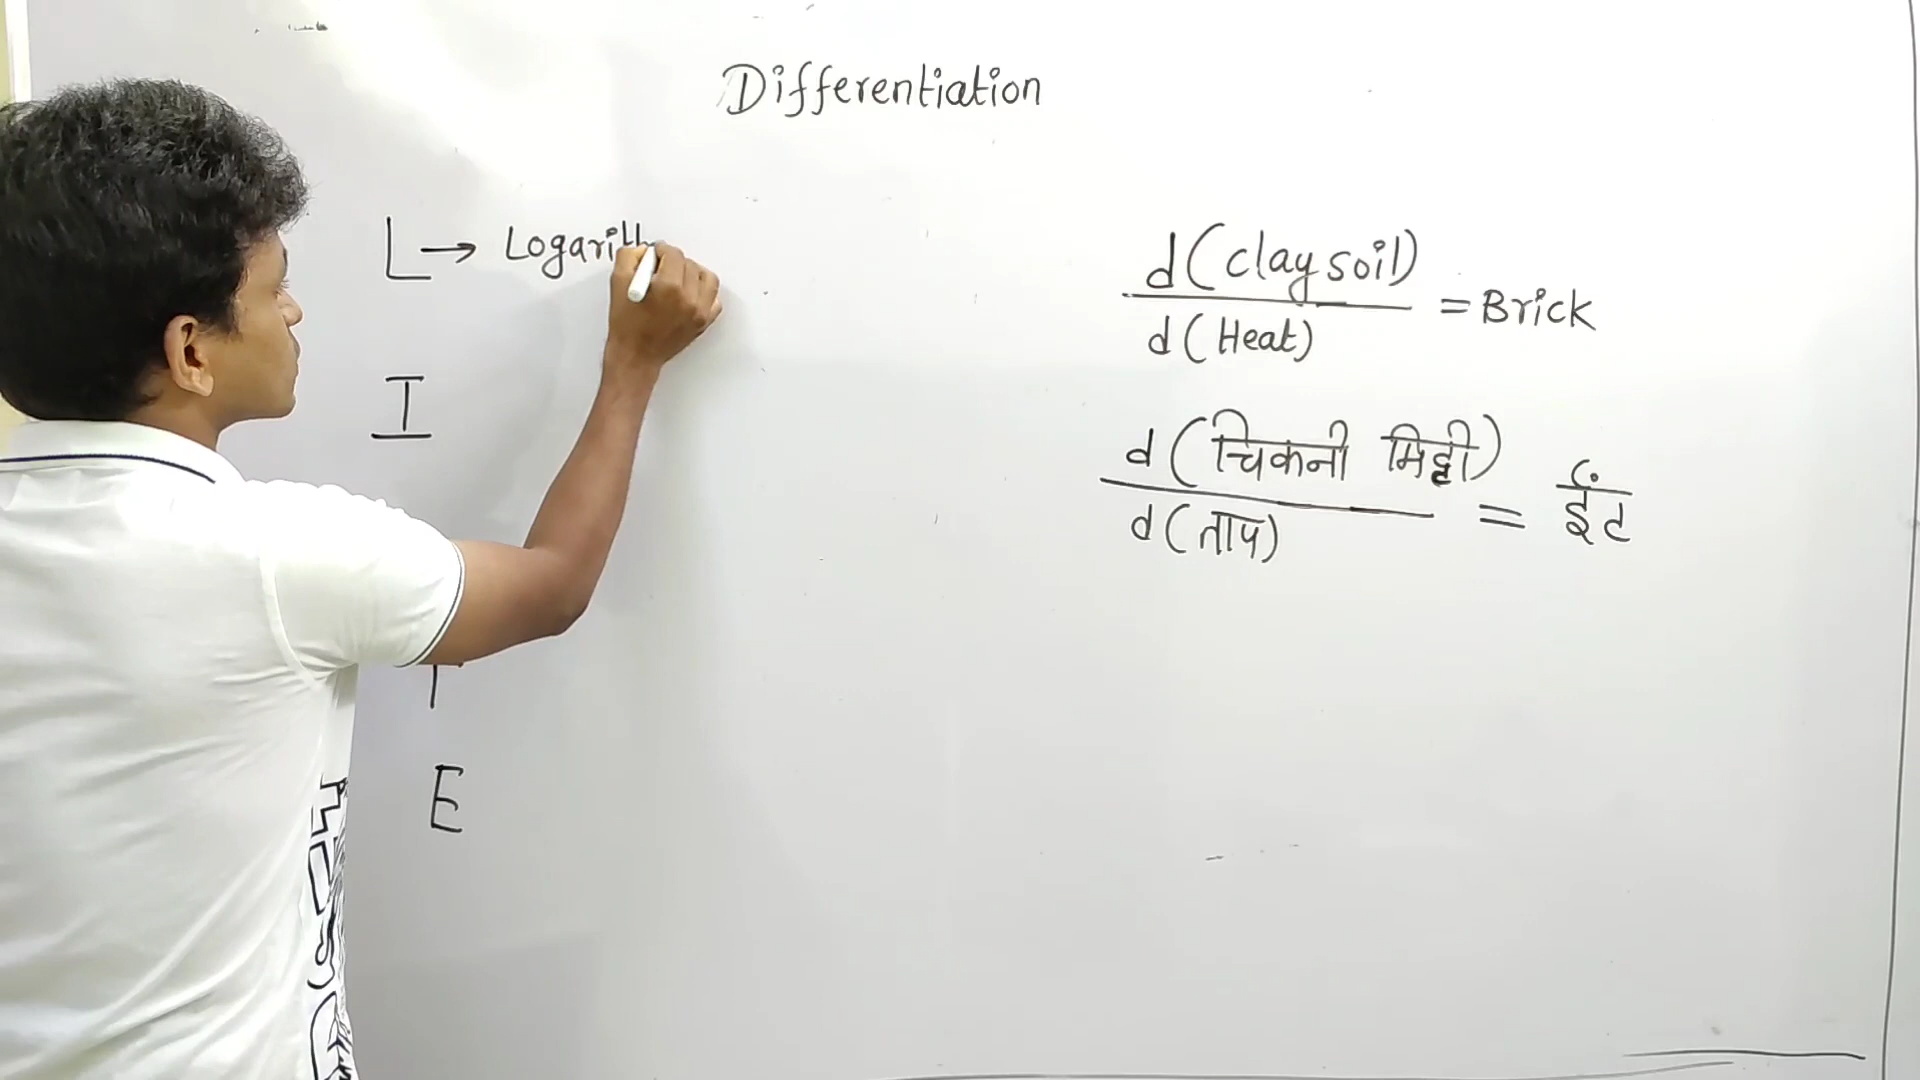 Differentiation
L → Logarith
I
T
E
d(clay soil)
d(Heat)
= Brick
d(चिकनी मिट्टी)
d(ताप)
= ईंट